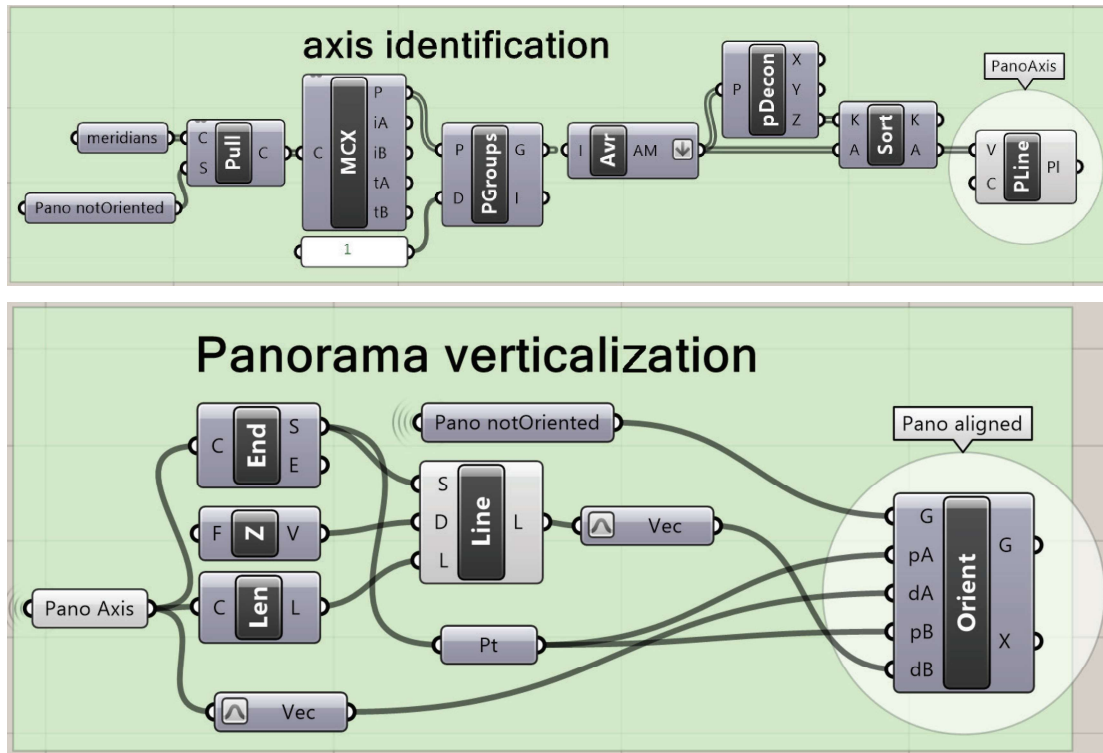 axis identification
meridians
Pano notOriented
C
S
Pull
C
C
MCX
P
iA
iB
tA
tB
1
P
D
PGroups
G
I
I
Avr
AM
P
pDecon
X
Y
Z
K
A
Sort
K
A
PanoAxis
V
C
PLine
Pl
Panorama verticalization
Pano Axis
C
End
S
E
F
Z
V
C
Len
L
Vec
Pano notOriented
S
D
L
Line
L
Pt
Vec
Pano aligned
G
pA
dA
pB
dB
Orient
G
X